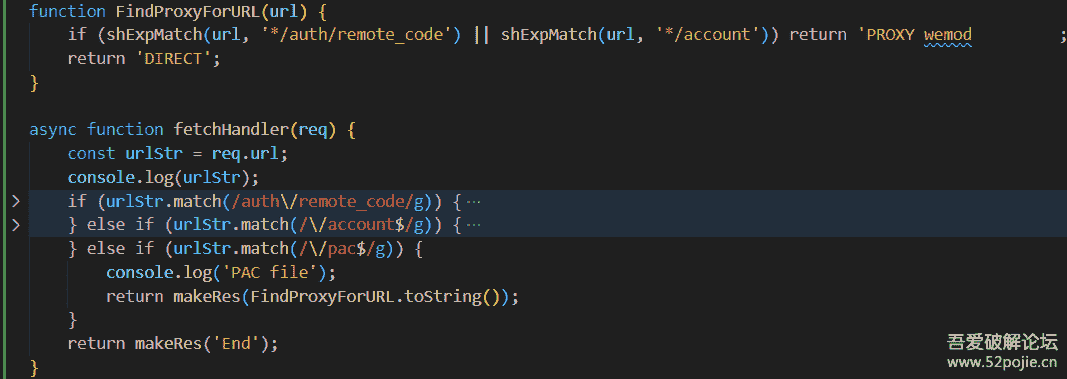 function FindProxyForURL(url) {
    if (shExpMatch(url, '*/auth/remote_code') || shExpMatch(url, '*/account')) return 'PROXY wemod          ;
    return 'DIRECT';
}
async function fetchHandler(req) {
    const urlStr = req.url;
    console.log(urlStr);
    if (urlStr.match(/auth\/remote_code/g)) { ···
    } else if (urlStr.match(/\/account$/g)) { ···
    } else if (urlStr.match(/\/pac$/g)) {
        console.log('PAC file');
        return makeRes(FindProxyForURL.toString());
    }
    return makeRes('End');
}
吾爱破解论坛
www.52pojie.cn